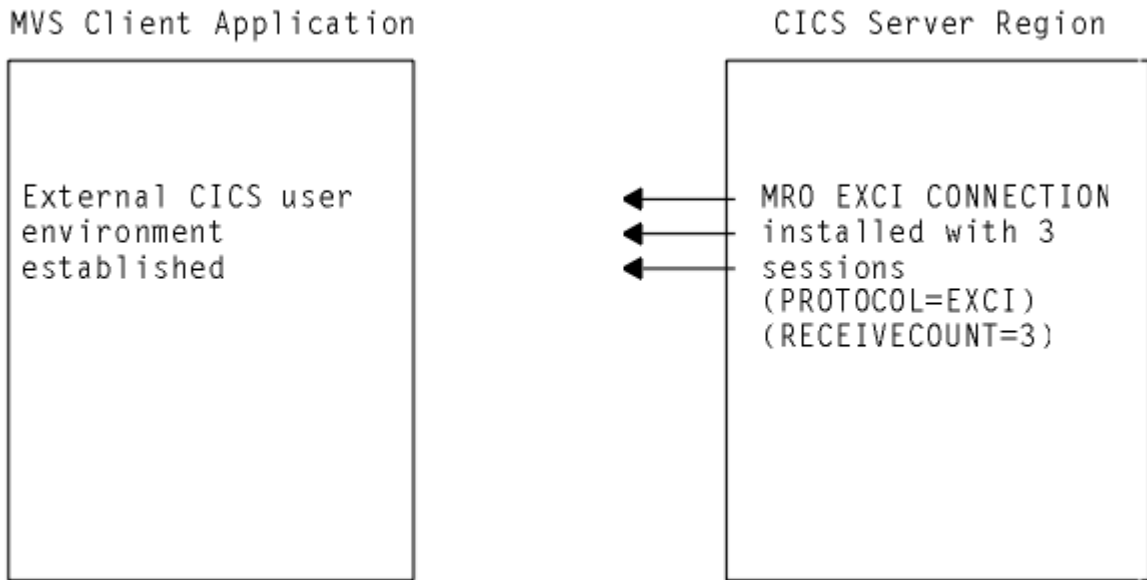 MVS Client Application
CICS Server Region
External CICS user
environment
established
MRO EXCI CONNECTION
installed with 3
sessions
(PROTOCOL=EXCI)
(RECEIVECOUNT=3)